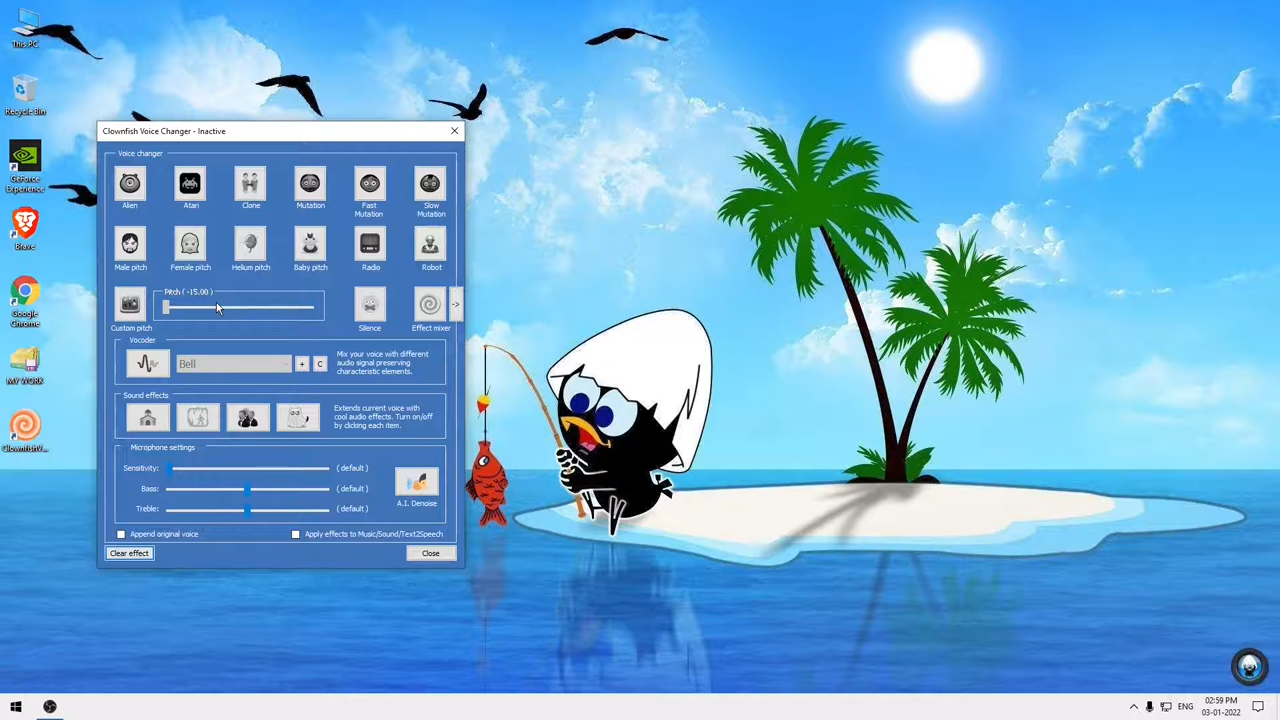 This PC
Recycle Bin
GeForce
Experience
Brave
Google
Chrome
MY WORK
ClownfishV...
Clownfish Voice Changer - Inactive
Voice changer
Alien
Atari
Clone
Mutation
Fast
Mutation
Slow
Mutation
Male pitch
Female pitch
Helium pitch
Baby pitch
Radio
Robot
Pitch ( -15.00 )
->
Custom pitch
Silence
Effect mixer
Vocoder
Bell
+
C
Mix your voice with different
audio signal preserving
characteristic elements.
Sound effects
Extends current voice with
cool audio effects. Turn on/off
by clicking each item.
Microphone settings
Sensitivity:
( default )
Bass:
( default )
Treble:
( default )
A.I. Denoise
Append original voice
Apply effects to Music/Sound/Text2Speech
Clear effect
Close
ENG
02:59 PM
03-01-2022